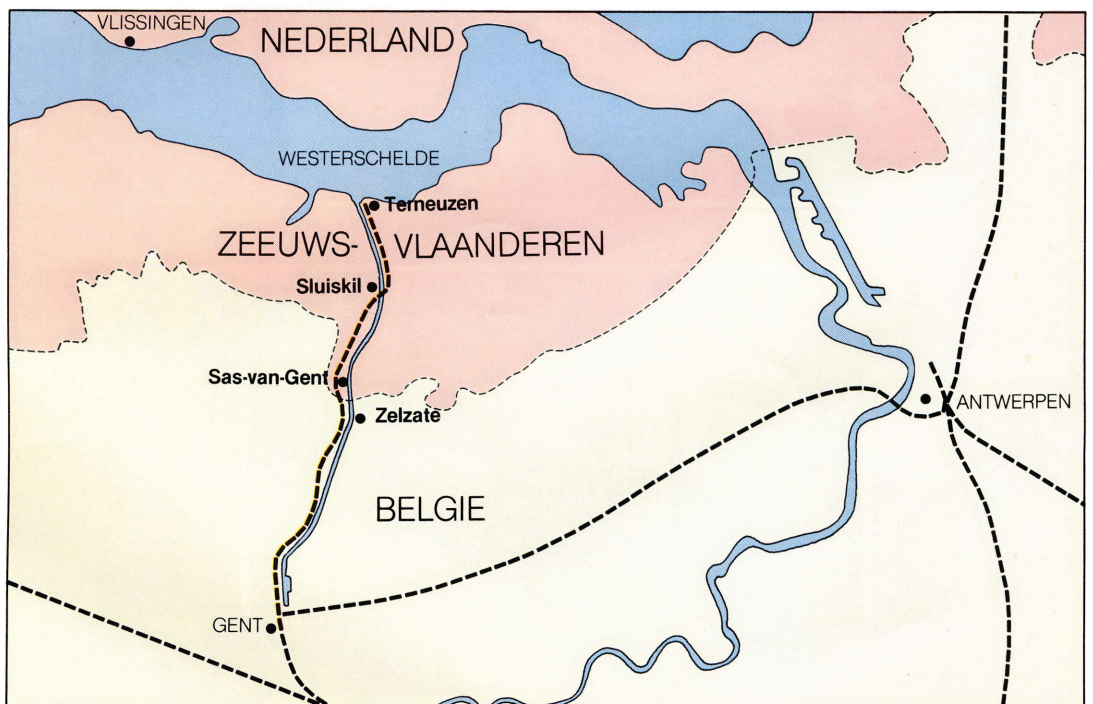 VLISSINGEN
NEDERLAND
WESTERSCHELDE
Terneuzen
ZEEUWS- VLAANDEREN
Sluiskil
Sas-van-Gent
Zelzate
ANTWERPEN
BELGIE
GENT